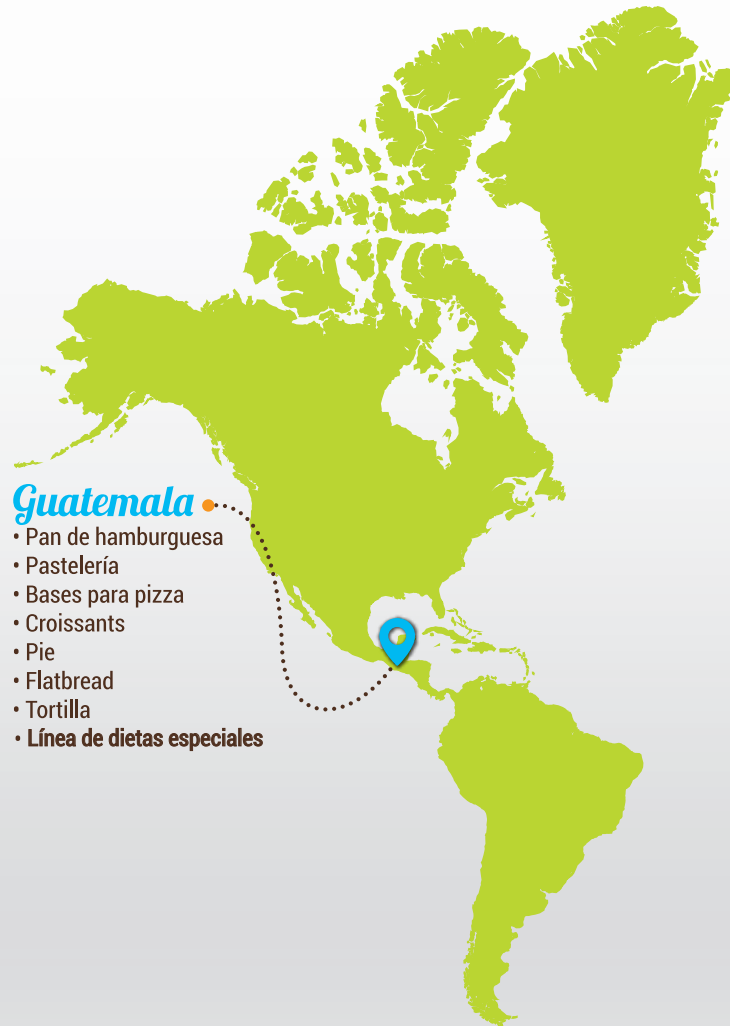 Guatemala
• Pan de hamburguesa
• Pastelería
• Bases para pizza
• Croissants
• Pie
• Flatbread
• Tortilla
• Línea de dietas especiales